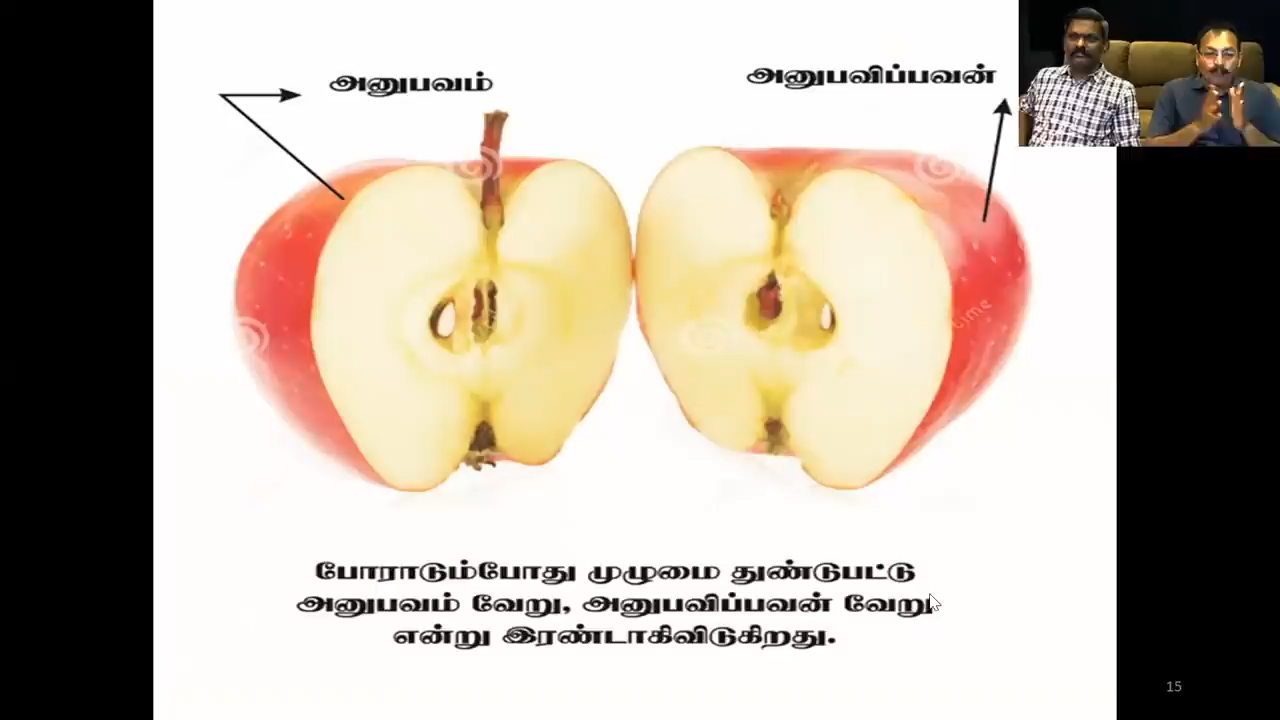 அனுபவம்
அனுபவிப்பவன்
போராடும்போது முழுமை துண்டுபட்டு
அனுபவம் வேறு, அனுபவிப்பவன் வேறு
என்று இரண்டாகிவிடுகிறது.
15